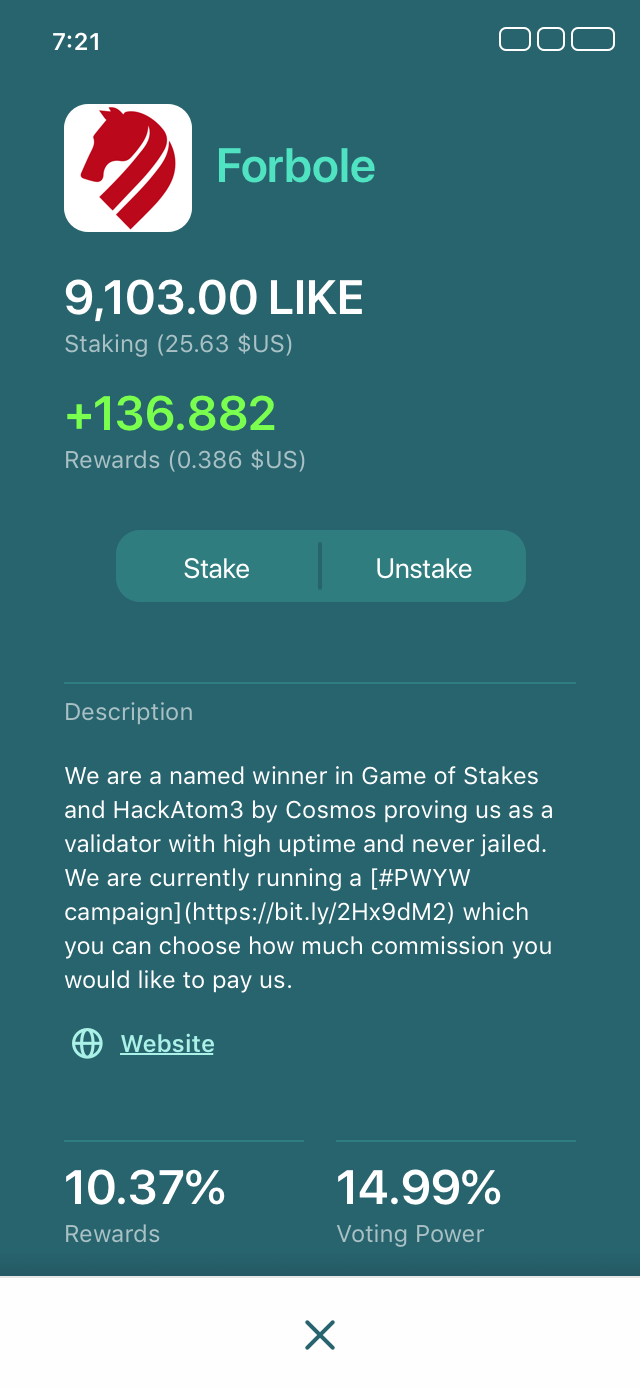 7:21
Forbole
9,103.00 LIKE
Staking (25.63 $US)
+136.882
Rewards (0.386 $US)
Stake
Unstake
Description
We are a named winner in Game of Stakes
and HackAtom3 by Cosmos proving us as a
validator with high uptime and never jailed.
We are currently running a [#PWYW
campaign](https://bit.ly/2Hx9dM2) which
you can choose how much commission you
would like to pay us.
Website
10.37%
Rewards
14.99%
Voting Power